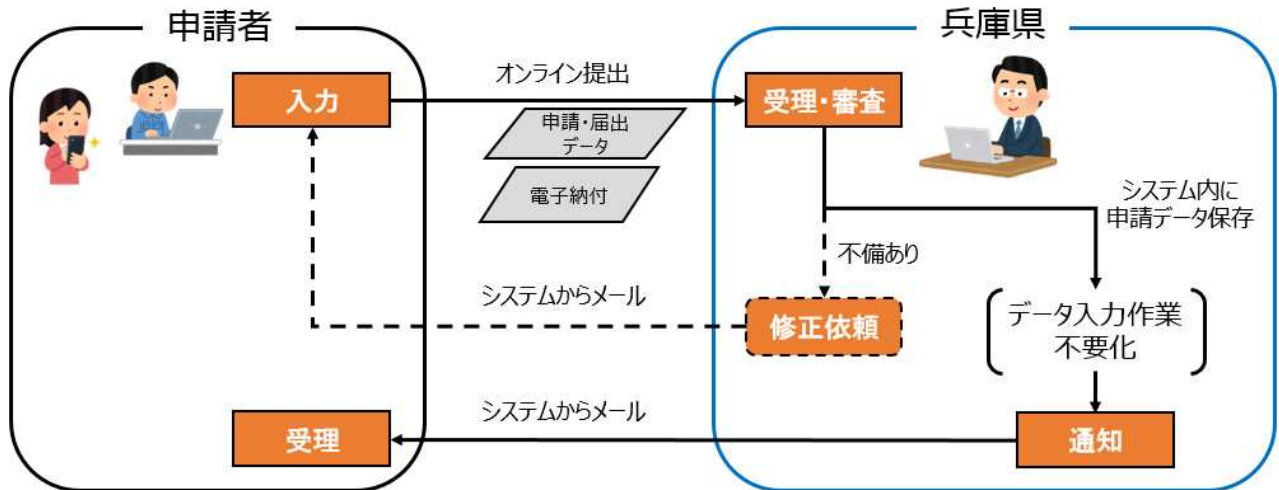 申請者
兵庫県
入力
オンライン提出
申請・届出
データ
電子納付
受理・審査
システム内に
申請データ保存
不備あり
システムからメール
修正依頼
データ入力作業
不要化
システムからメール
受理
通知